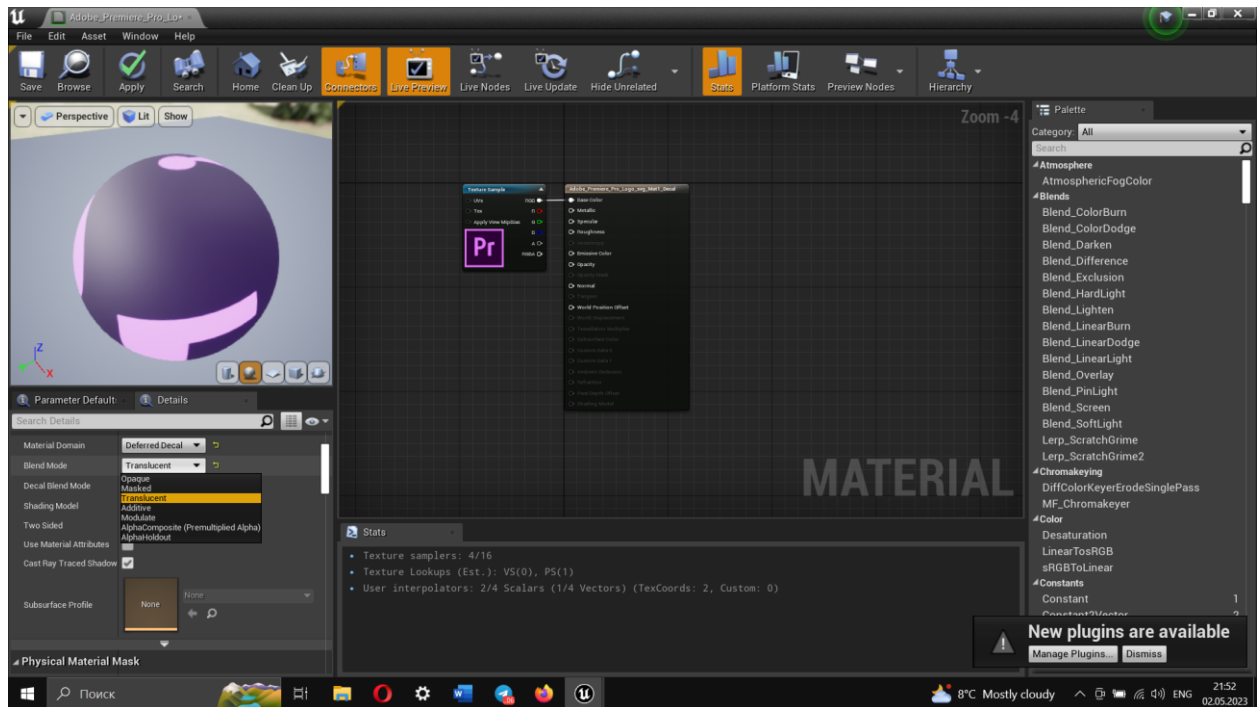 Adobe_Premiere_Pro_Lo*
File Edit Asset Window Help
Save Browse Apply Search Home Clean Up Connectors Live Preview Live Nodes Live Update Hide Unrelated Stats Platform Stats Preview Nodes Hierarchy
Perspective Lit Show
Zoom -4
Palette
Category: All
Search
Atmosphere
AtmosphericFogColor
Blends
Blend_ColorBurn
Blend_ColorDodge
Blend_Darken
Blend_Difference
Blend_Exclusion
Blend_HardLight
Blend_Lighten
Blend_LinearBurn
Blend_LinearDodge
Blend_LinearLight
Blend_Overlay
Blend_PinLight
Blend_Screen
Blend_SoftLight
Lerp_ScratchGrime
Lerp_ScratchGrime2
Chromakeying
DiffColorKeyerErodeSinglePass
MF_Chromakeyer
Color
Desaturation
LinearTosRGB
sRGBToLinear
Constants
Constant 1
Constant2Vector 2
Texture Sample
UVs RGB
Tex R
Apply View MipBias G
B
A
RGBA
Pr
Adobe_Premiere_Pro_Logo_svg_Mat1_Decal
Base Color
Metallic
Specular
Roughness
Emissive Color
Opacity
Normal
World Position Offset
MATERIAL
Z
X
Parameter Default: Details
Search Details
Material Domain Deferred Decal
Blend Mode Translucent
Opaque
Masked
Translucent
Additive
Modulate
AlphaComposite (Premultiplied Alpha)
AlphaHoldout
Decal Blend Mode
Shading Model
Two Sided
Use Material Attributes
Cast Ray Traced Shadow
Subsurface Profile None None
Physical Material Mask
Stats
Texture samplers: 4/16
Texture Lookups (Est.): VS(0), PS(1)
User interpolators: 2/4 Scalars (1/4 Vectors) (TexCoords: 2, Custom: 0)
New plugins are available
Manage Plugins... Dismiss
Поиск
8°C Mostly cloudy ENG 21:52
02.05.2023